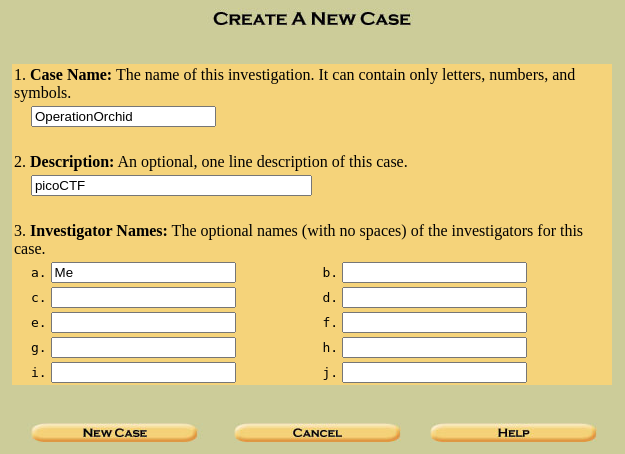 CREATE A NEW CASE
1. Case Name: The name of this investigation. It can contain only letters, numbers, and
symbols.
OperationOrchid
2. Description: An optional, one line description of this case.
picoCTF
3. Investigator Names: The optional names (with no spaces) of the investigators for this
case.
a. Me b.
c. d.
e. f.
g. h.
i. j.
NEW CASE CANCEL HELP